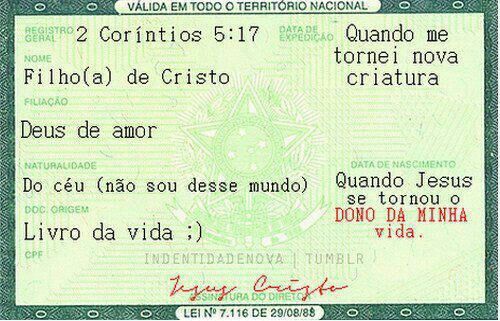 VÁLIDA EM TODO O TERRITÓRIO NACIONAL
REGISTRO GERAL 2 Coríntios 5:17
DATA DE EXPEDIÇÃO
Quando me
tornei nova
criatura
NOME
Filho(a) de Cristo
FILIAÇÃO
Deus de amor
NATURALIDADE
Do céu (não sou desse mundo)
DATA DE NASCIMENTO
Quando Jesus
se tornou o
DONO DA MINHA
vida.
DOC. ORIGEM
Livro da vida ;)
CPF
INDENTIDADENOVA | TUMBLR
Jesus Cristo
ASSINATURA DO DIRETOR
LEI Nº 7.116 DE 29/08/83